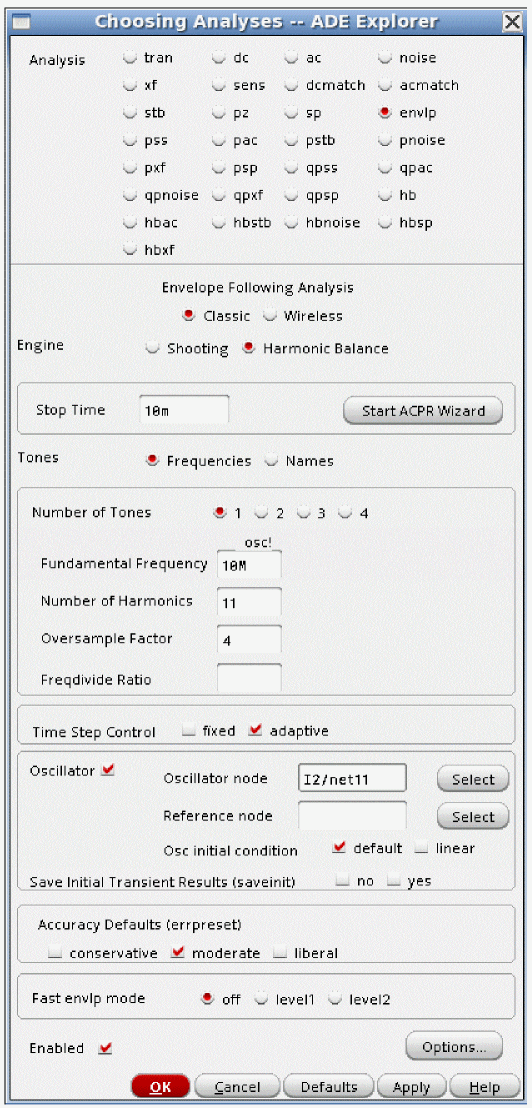 Choosing Analyses -- ADE Explorer
Analysis tran dc ac noise
xf sens dcmatch acmatch
stb pz sp envlp
pss pac pstb pnoise
pxf psp qpss qpac
qpnoise qpxf qpsp hb
hbac hbstb hbnoise hbsp
hbxf
Envelope Following Analysis
Classic Wireless
Engine Shooting Harmonic Balance
Stop Time 10m Start ACPR Wizard
Tones Frequencies Names
Number of Tones 1 2 3 4
osc!
Fundamental Frequency 10M
Number of Harmonics 11
Oversample Factor 4
Freqdivide Ratio
Time Step Control fixed adaptive
Oscillator Oscillator node I2/net11 Select
Reference node Select
Osc initial condition default linear
Save Initial Transient Results (saveinit) no yes
Accuracy Defaults (errpreset)
conservative moderate liberal
Fast envlp mode off level1 level2
Enabled Options...
OK Cancel Defaults Apply Help